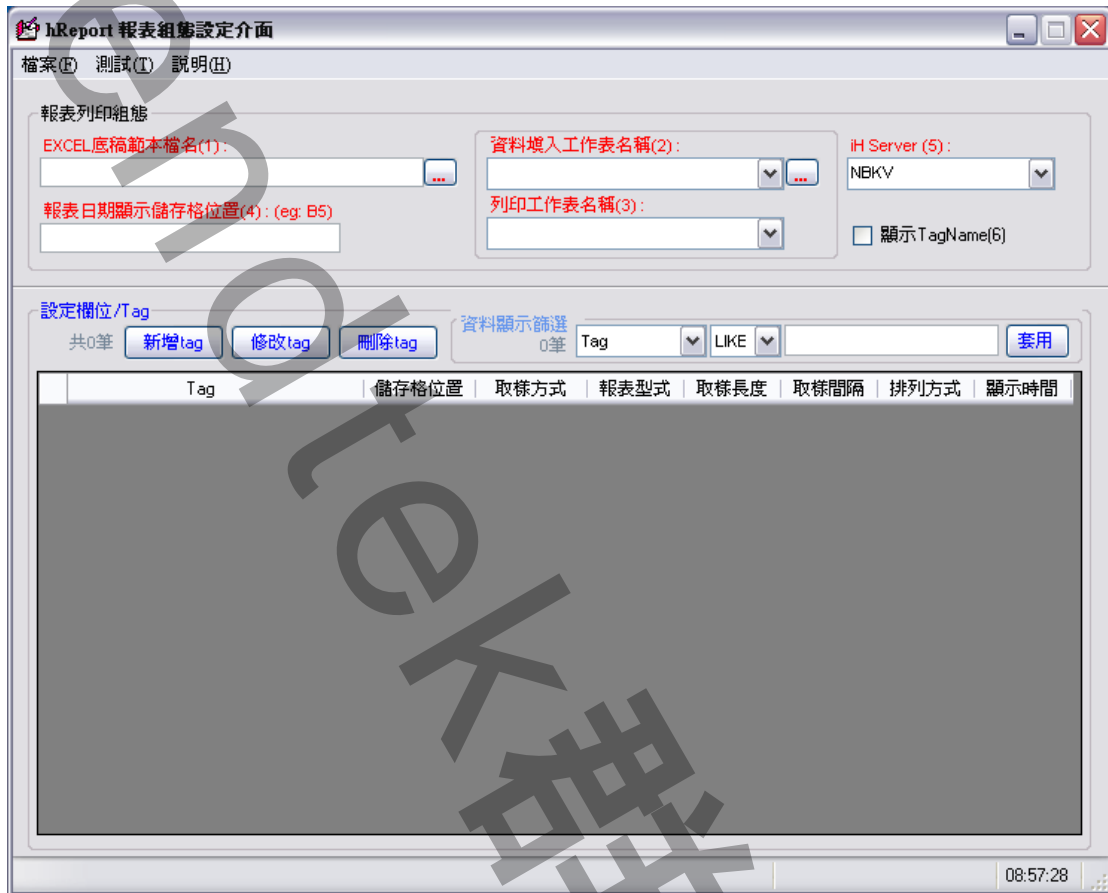 hReport 報表組態設定介面
檔案(F) 測試(T) 說明(H)
報表列印組態
EXCEL底稿範本檔名(1):
...
資料填入工作表名稱(2):
...
iH Server (5):
NBKV
報表日期顯示儲存格位置(4): (eg: B5)
列印工作表名稱(3):
顯示TagName(6)
設定欄位/Tag
共0筆 新增tag 修改tag 刪除tag
資料顯示篩選
0筆 Tag LIKE 套用
Tag 儲存格位置 取樣方式 報表型式 取樣長度 取樣間隔 排列方式 顯示時間
08:57:28
endtek群